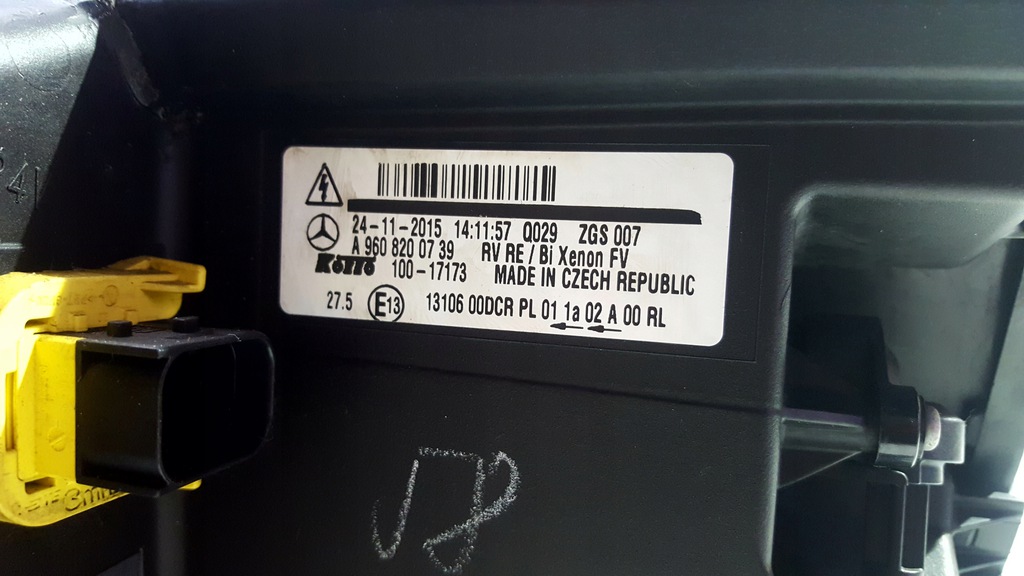 24-11-2015 14:11:57 Q029 ZGS 007
A 960 820 07 39 RV RE / Bi Xenon FV
100-17173 MADE IN CZECH REPUBLIC
27.5 E13 13106 00DCR PL 01 1a 02 A 00 RL